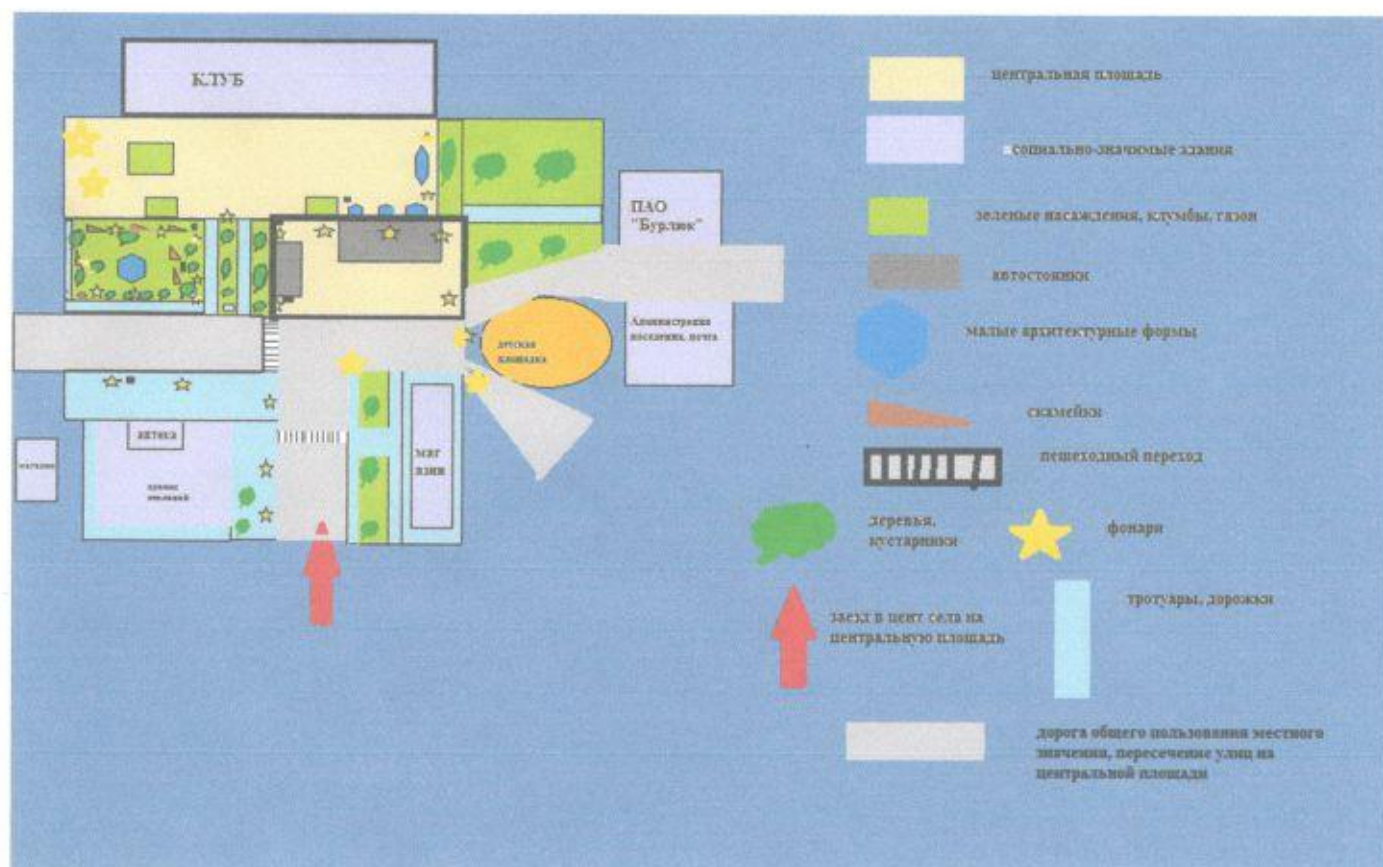 КЛУБ
ПАО
"Бурлюк"
Администрация
поселения, почта
детская
площадка
аптека
маг
азин
магазин
центральная площадь
социально-значимые здания
зеленые насаждения, клумбы, газон
автостоянки
малые архитектурные формы
скамейки
пешеходный переход
деревья,
кустарники
фонари
заезд в цент села на
центральную площадь
тротуары, дорожки
дорога общего пользования местного
значения, пересечение улиц на
центральной площади